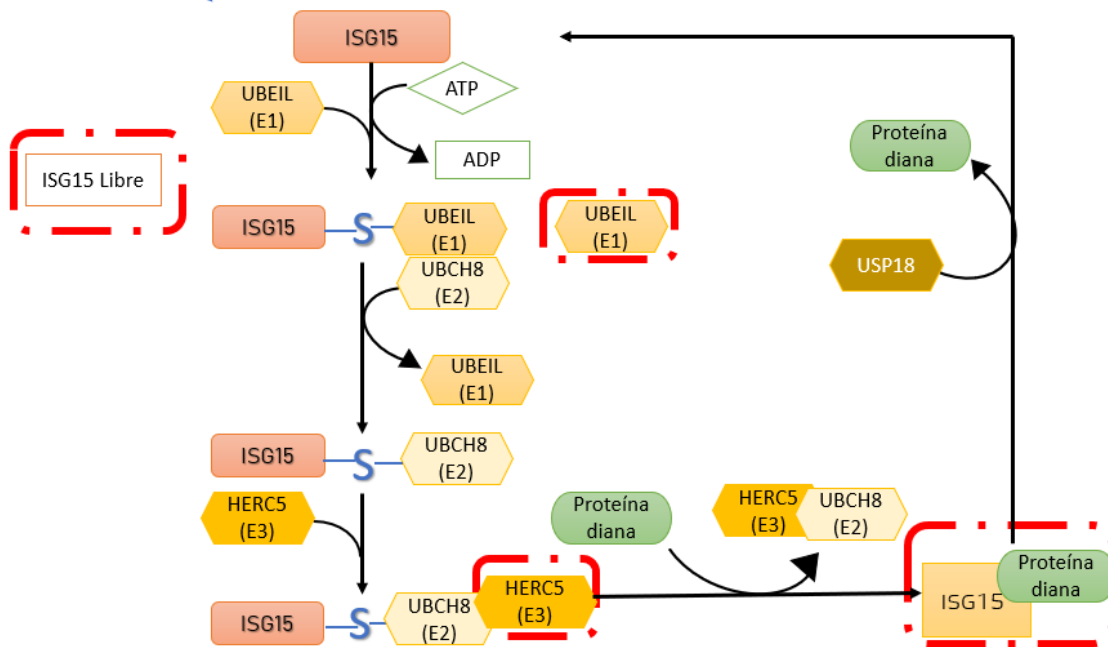 ISG15
UBEIL
(E1)
ATP
ADP
ISG15 Libre
ISG15
S
UBEIL
(E1)
UBCH8
(E2)
UBEIL
(E1)
UBEIL
(E1)
ISG15
S
UBCH8
(E2)
HERC5
(E3)
ISG15
S
UBCH8
(E2)
HERC5
(E3)
Proteína
diana
HERC5
(E3)
UBCH8
(E2)
ISG15
Proteína
diana
USP18
Proteína
diana